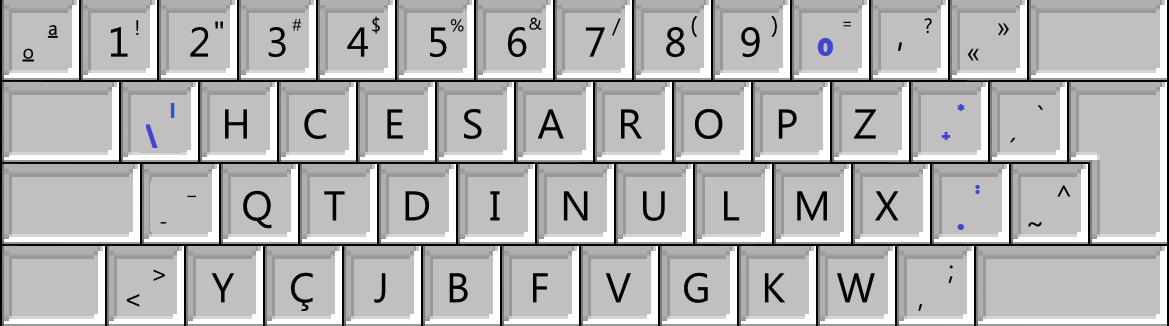 º ª 1 ! 2 " 3 # 4 $ 5 % 6 & 7 / 8 ( 9 ) 0 = ' ? « »
\ | H C E S A R O P Z + * ´ `
- _ Q T D I N U L M X . : ~ ^
< > Y Ç J B F V G K W , ;